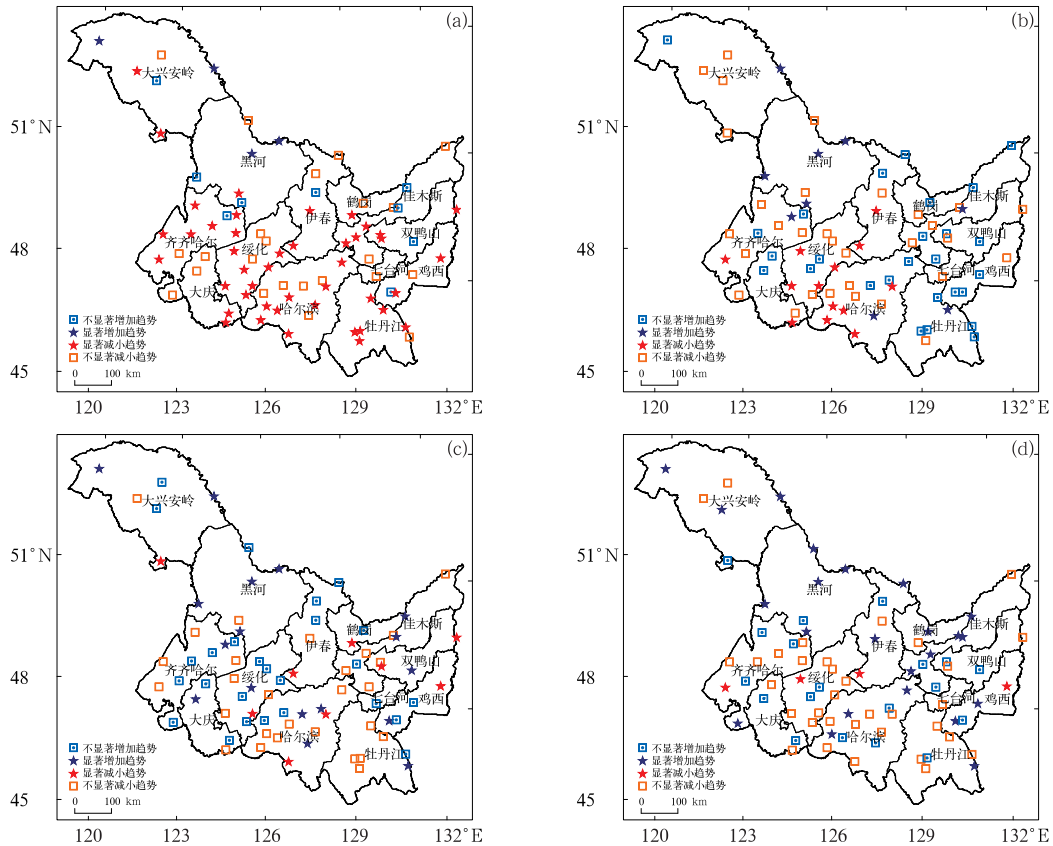 (a)
大兴安岭
51°N
黑河
鹤岗
佳木斯
伊春
48
齐齐哈尔
绥化
双鸭山
七台河
鸡西
大庆
哈尔滨
牡丹江
不显著增加趋势
显著增加趋势
显著减小趋势
不显著减小趋势
45
0 100 km
120 123 126 129 132°E
(b)
大兴安岭
51°N
黑河
鹤岗
佳木斯
伊春
48
齐齐哈尔
绥化
双鸭山
七台河
鸡西
大庆
哈尔滨
牡丹江
不显著增加趋势
显著增加趋势
显著减小趋势
不显著减小趋势
45
0 100 km
120 123 126 129 132°E
(c)
大兴安岭
51°N
黑河
鹤岗
佳木斯
伊春
48
齐齐哈尔
绥化
双鸭山
七台河
鸡西
大庆
哈尔滨
牡丹江
不显著增加趋势
显著增加趋势
显著减小趋势
不显著减小趋势
45
0 100 km
120 123 126 129 132°E
(d)
大兴安岭
51°N
黑河
鹤岗
佳木斯
伊春
48
齐齐哈尔
绥化
双鸭山
七台河
鸡西
大庆
哈尔滨
牡丹江
不显著增加趋势
显著增加趋势
显著减小趋势
不显著减小趋势
45
0 100 km
120 123 126 129 132°E